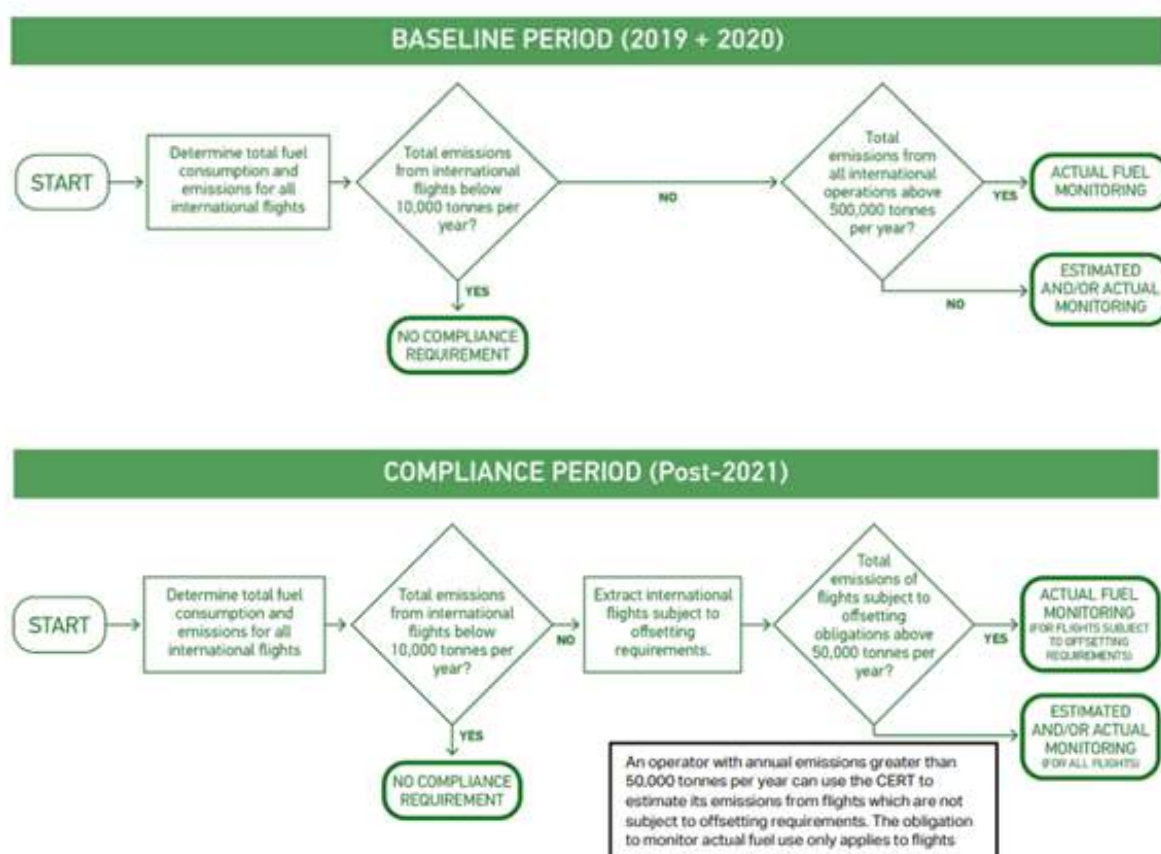 BASELINE PERIOD (2019 + 2020)
START
Determine total fuel
consumption and
emissions for all
international flights
Total emissions
from international
flights below
10,000 tonnes per
year?
YES
NO COMPLIANCE
REQUIREMENT
NO
Total
emissions from
all international
operations above
500,000 tonnes
per year?
YES
ACTUAL FUEL
MONITORING
NO
ESTIMATED
AND/OR ACTUAL
MONITORING
COMPLIANCE PERIOD (Post-2021)
START
Determine total fuel
consumption and
emissions for all
international flights
Total emissions
from international
flights below
10,000 tonnes per
year?
YES
NO COMPLIANCE
REQUIREMENT
NO
Extract international
flights subject to
offsetting
requirements.
Total
emissions of
flights subject to
offsetting
obligations above
50,000 tonnes per
year?
YES
ACTUAL FUEL
MONITORING
(FOR FLIGHTS SUBJECT
TO OFFSETTING
REQUIREMENTS)
NO
ESTIMATED
AND/OR ACTUAL
MONITORING
(FOR ALL FLIGHTS)
An operator with annual emissions greater than
50,000 tonnes per year can use the CERT to
estimate its emissions from flights which are not
subject to offsetting requirements. The obligation
to monitor actual fuel use only applies to flights